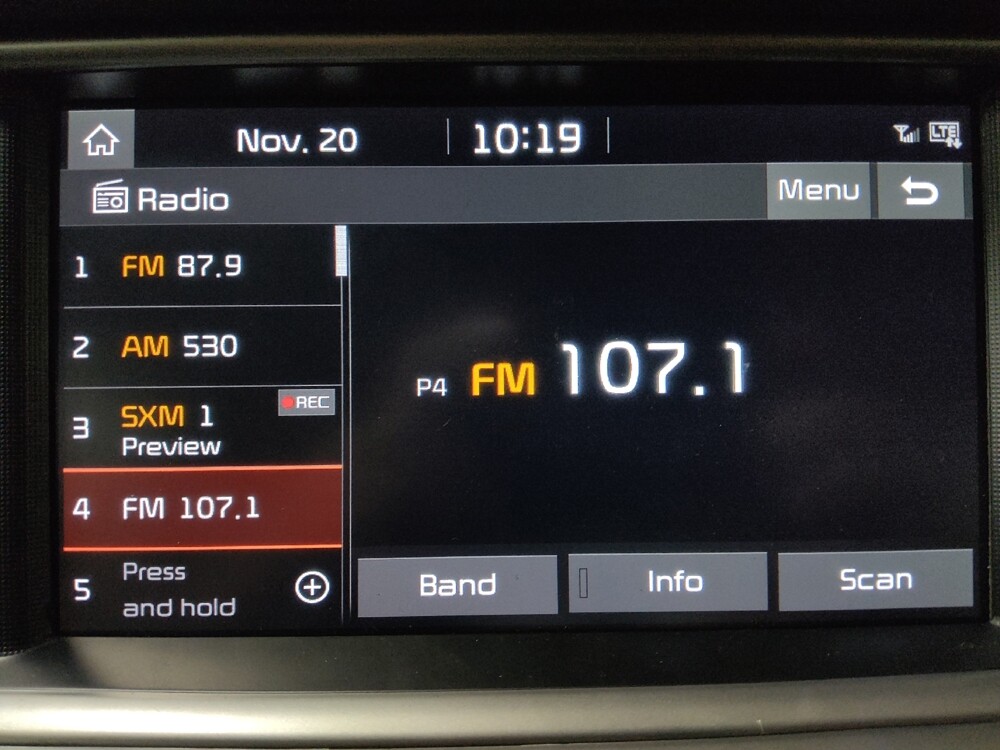 Nov. 20 10:19 LTE
Radio Menu
1 FM 87.9
2 AM 530
3 SXM 1 REC
Preview
4 FM 107.1
5 Press
and hold
P4 FM 107.1
Band Info Scan